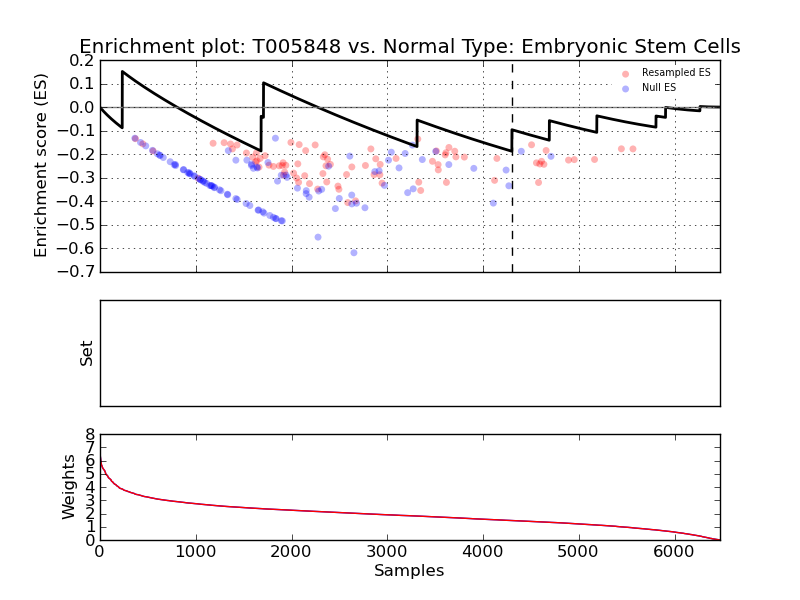 Enrichment plot: T005848 vs. Normal Type: Embryonic Stem Cells
Enrichment score (ES)
0.2
0.1
0.0
−0.1
−0.2
−0.3
−0.4
−0.5
−0.6
−0.7
Resampled ES
Null ES
Set
Weights
8
7
6
5
4
3
2
1
0
0 1000 2000 3000 4000 5000 6000
Samples